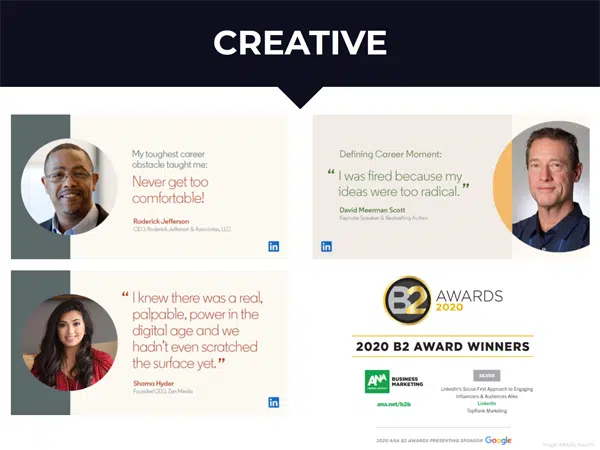 CREATIVE
My toughest career
obstacle taught me:
Never get too
comfortable!
Roderick Jefferson
CEO, Roderick Jefferson & Associates, LLC
in
Defining Career Moment:
“ I was fired because my
ideas were too radical. ”
David Meerman Scott
Keynote Speaker & Bestselling Author
in
“ I knew there was a real,
palpable, power in the
digital age and we
hadn’t even scratched
the surface yet. ”
Shama Hyder
Founder/CEO, Zen Media
in
B2 AWARDS
2020
2020 B2 AWARD WINNERS
ANA BUSINESS
MARKETING
ana.net/b2b
SILVER
LinkedIn's Social-First Approach to Engaging
Influencers & Audiences Alike
LinkedIn
TopRank Marketing
2020 ANA B2 AWARDS PRESENTING SPONSOR Google